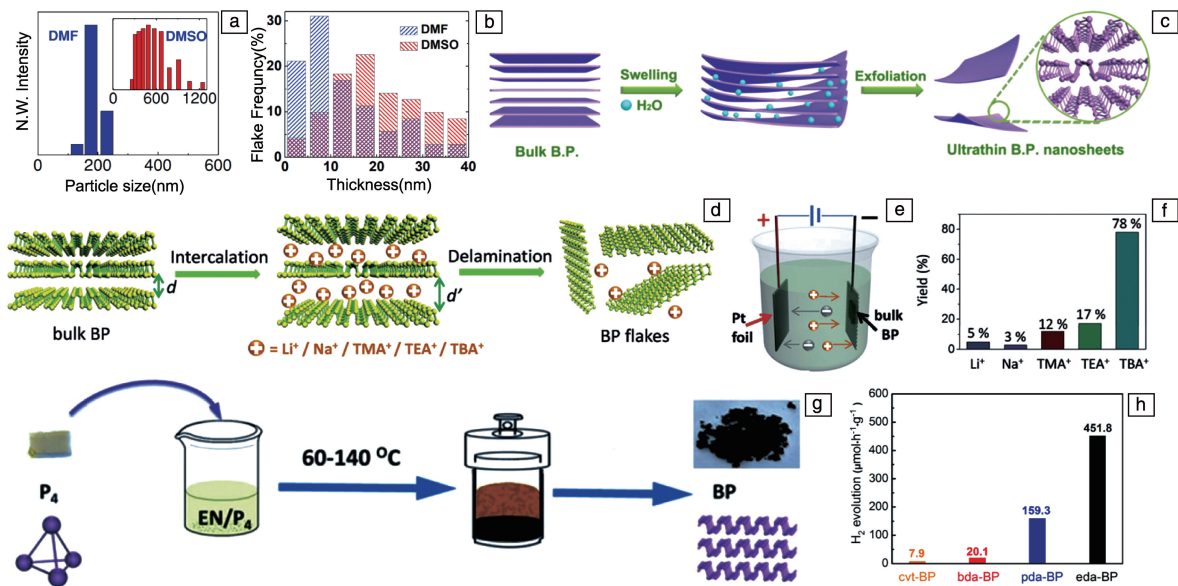 a
DMF
DMSO
N.W. Intensity
0 600 1200
0 200 400 600
Particle size(nm)
b
DMF
DMSO
Flake Frequncy(%)
30
20
10
0
0 10 20 30 40
Thickness(nm)
c
Swelling
H₂O
Exfoliation
Bulk B.P.
Ultrathin B.P. nanosheets
d
Intercalation
Delamination
d
d'
bulk BP
BP flakes
= Li⁺ / Na⁺ / TMA⁺ / TEA⁺ / TBA⁺
e
+
−
Pt
foil
bulk
BP
f
Yield (%)
80
60
40
20
0
5 %
3 %
12 %
17 %
78 %
Li⁺ Na⁺ TMA⁺ TEA⁺ TBA⁺
g
P₄
EN/P₄
60-140 °C
BP
h
H₂ evolution (μmol·h⁻¹·g⁻¹)
600
500
400
300
200
100
0
7.9
20.1
159.3
451.8
cvt-BP bda-BP pda-BP eda-BP